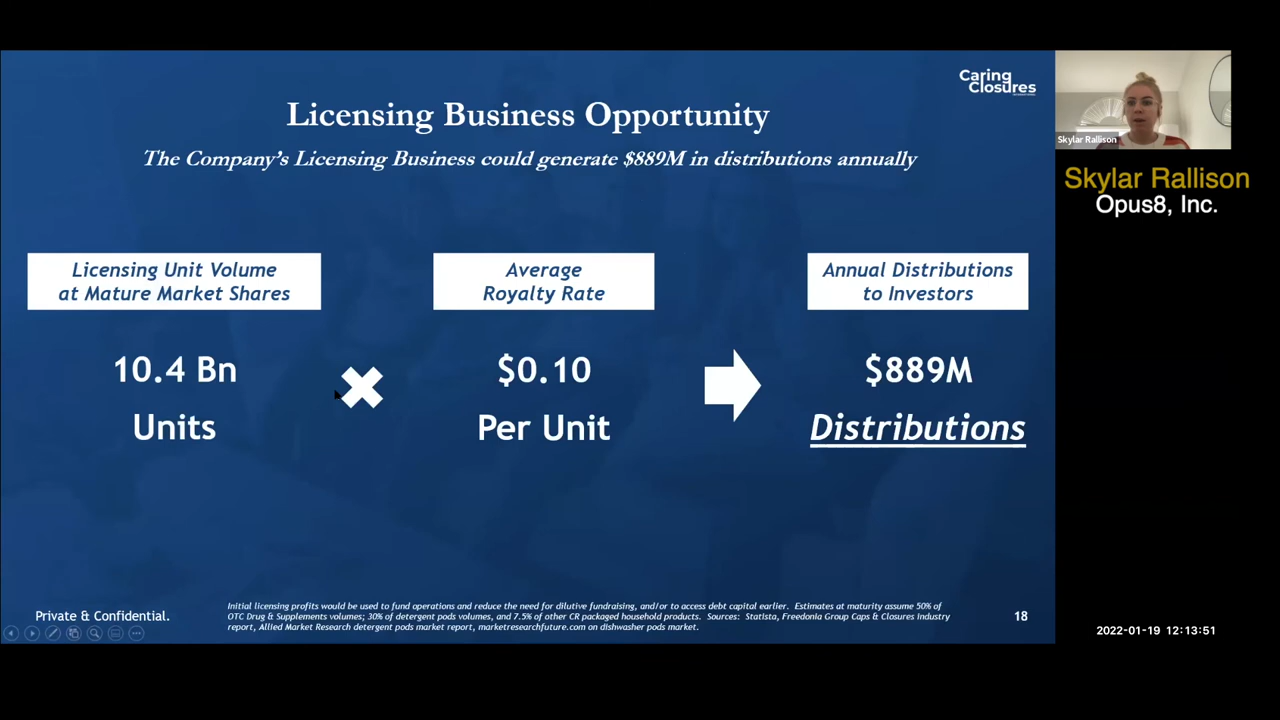 Caring
Closures
Licensing Business Opportunity
The Company's Licensing Business could generate $889M in distributions annually
Licensing Unit Volume
at Mature Market Shares
10.4 Bn
Units
Average
Royalty Rate
$0.10
Per Unit
Annual Distributions
to Investors
$889M
Distributions
Private & Confidential.
Initial licensing profits would be used to fund operations and reduce the need for dilutive fundraising, and/or to access debt capital earlier. Estimates at maturity assume 50% of
OTC Drug & Supplements volumes; 30% of detergent pods volumes, and 7.5% of other CR packaged household products. Sources: Statista, Freedonia Group Caps & Closures Industry
report, Allied Market Research detergent pods market report, marketresearchfuture.com on dishwasher pods market.
18
Skylar Rallison
Skylar Rallison
Opus8, Inc.
2022-01-19 12:13:51